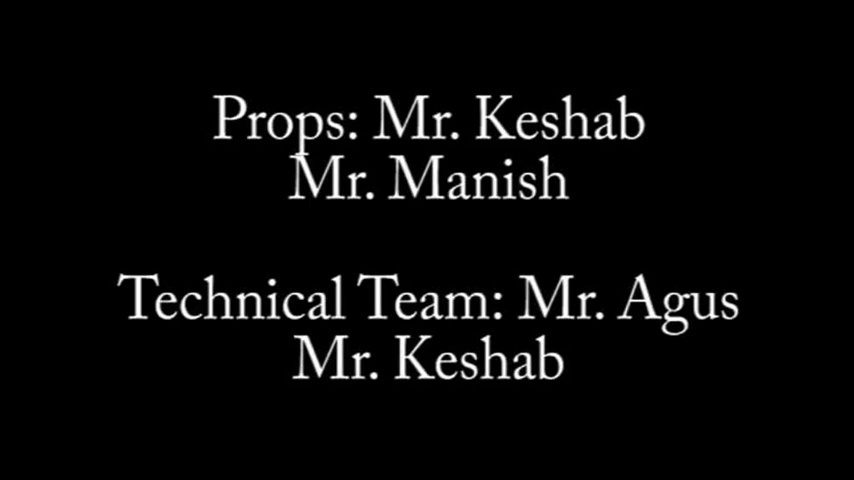 Props: Mr. Keshab
Mr. Manish
Technical Team: Mr. Agus
Mr. Keshab